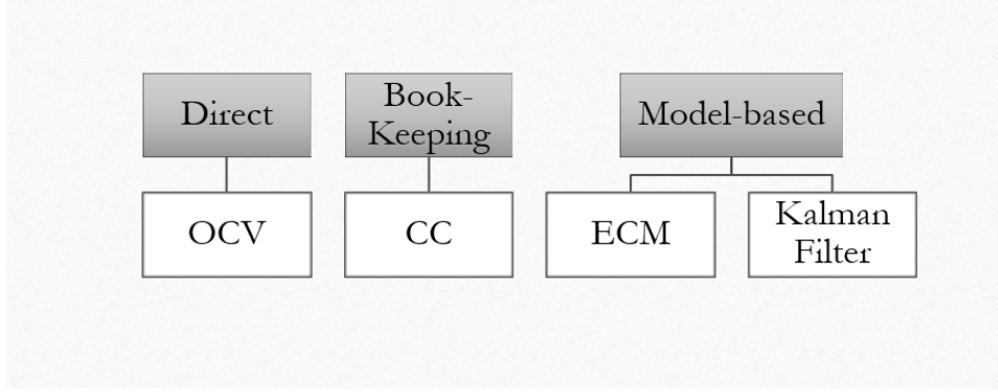 Direct
Book-
Keeping
Model-based
OCV
CC
ECM
Kalman
Filter